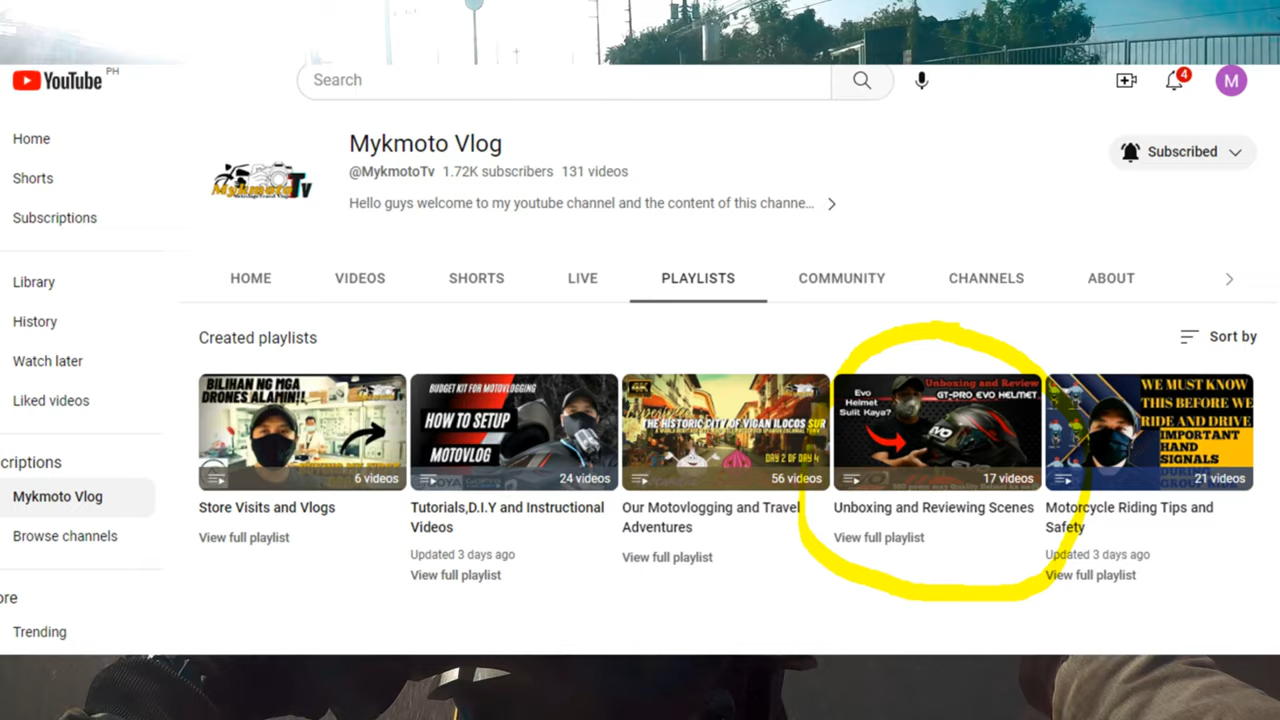 YouTube PH
Search
4
M
Home
Shorts
Subscriptions
Library
History
Watch later
Liked videos
criptions
Mykmoto Vlog
Browse channels
ore
Trending
MykmotoTv
Mykmoto Vlog
@MykmotoTv 1.72K subscribers 131 videos
Hello guys welcome to my youtube channel and the content of this channe...
Subscribed
HOME VIDEOS SHORTS LIVE PLAYLISTS COMMUNITY CHANNELS ABOUT
Created playlists
Sort by
BILIHAN NG MGA
DRONES ALAMIN!!
6 videos
Store Visits and Vlogs
View full playlist
BUDGET KIT FOR MOTOVLOGGING
HOW TO SETUP
MOTOVLOG
24 videos
Tutorials,D.I.Y and Instructional
Videos
Updated 3 days ago
View full playlist
4K
THE HISTORIC CITY OF VIGAN ILOCOS SUR
DAY 2 OF DAY 4
56 videos
Our Motovlogging and Travel
Adventures
View full playlist
Unboxing and Review
GT-PRO EVO HELMET
Evo
Helmet
Sulit Kaya?
EVO
17 videos
Unboxing and Reviewing Scenes
View full playlist
WE MUST KNOW
THIS BEFORE WE
RIDE AND DRIVE
IMPORTANT
HAND
SIGNALS
21 videos
Motorcycle Riding Tips and
Safety
Updated 3 days ago
View full playlist